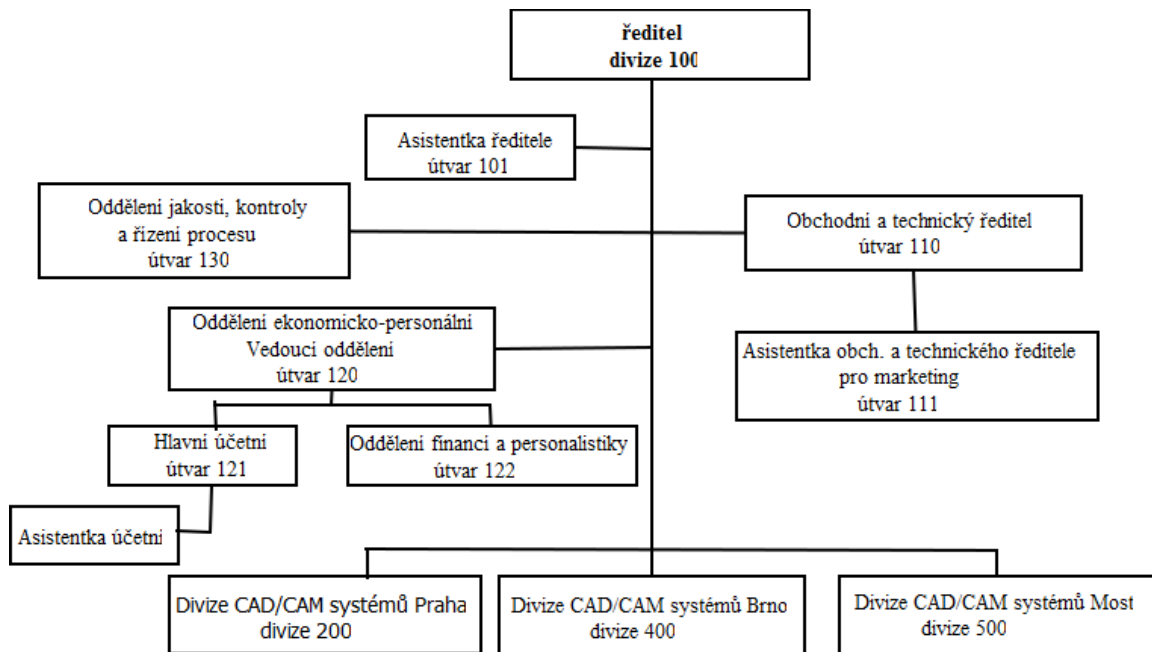 ředitel
divize 100
Asistentka ředitele
útvar 101
Oddělení jakosti, kontroly
a řízení procesu
útvar 130
Obchodní a technický ředitel
útvar 110
Oddělení ekonomicko-personální
Vedoucí oddělení
útvar 120
Asistentka obch. a technického ředitele
pro marketing
útvar 111
Hlavní účetní
útvar 121
Oddělení financí a personalistiky
útvar 122
Asistentka účetní
Divize CAD/CAM systémů Praha
divize 200
Divize CAD/CAM systémů Brno
divize 400
Divize CAD/CAM systémů Most
divize 500